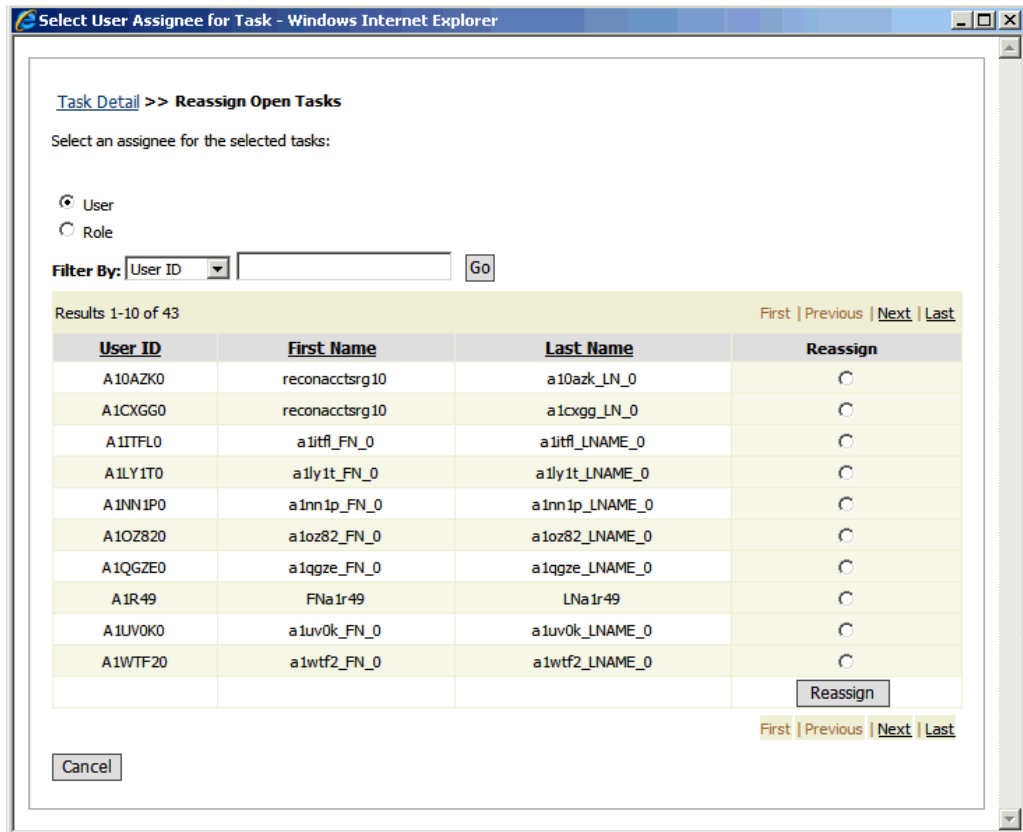 Select User Assignee for Task - Windows Internet Explorer
Task Detail >> Reassign Open Tasks
Select an assignee for the selected tasks:
User
Role
Filter By: User ID Go
Results 1-10 of 43 First | Previous | Next | Last
User ID First Name Last Name Reassign
A10AZK0 reconacctsrg10 a10azk_LN_0
A1CXGG0 reconacctsrg10 a1cxgg_LN_0
A1ITFL0 a1itfl_FN_0 a1itfl_LNAME_0
A1LY1T0 a1ly1t_FN_0 a1ly1t_LNAME_0
A1NN1P0 a1nn1p_FN_0 a1nn1p_LNAME_0
A1OZ820 a1oz82_FN_0 a1oz82_LNAME_0
A1QGZE0 a1qgze_FN_0 a1qgze_LNAME_0
A1R49 FNa1r49 LNa1r49
A1UV0K0 a1uv0k_FN_0 a1uv0k_LNAME_0
A1WTF20 a1wtf2_FN_0 a1wtf2_LNAME_0
Reassign
First | Previous | Next | Last
Cancel